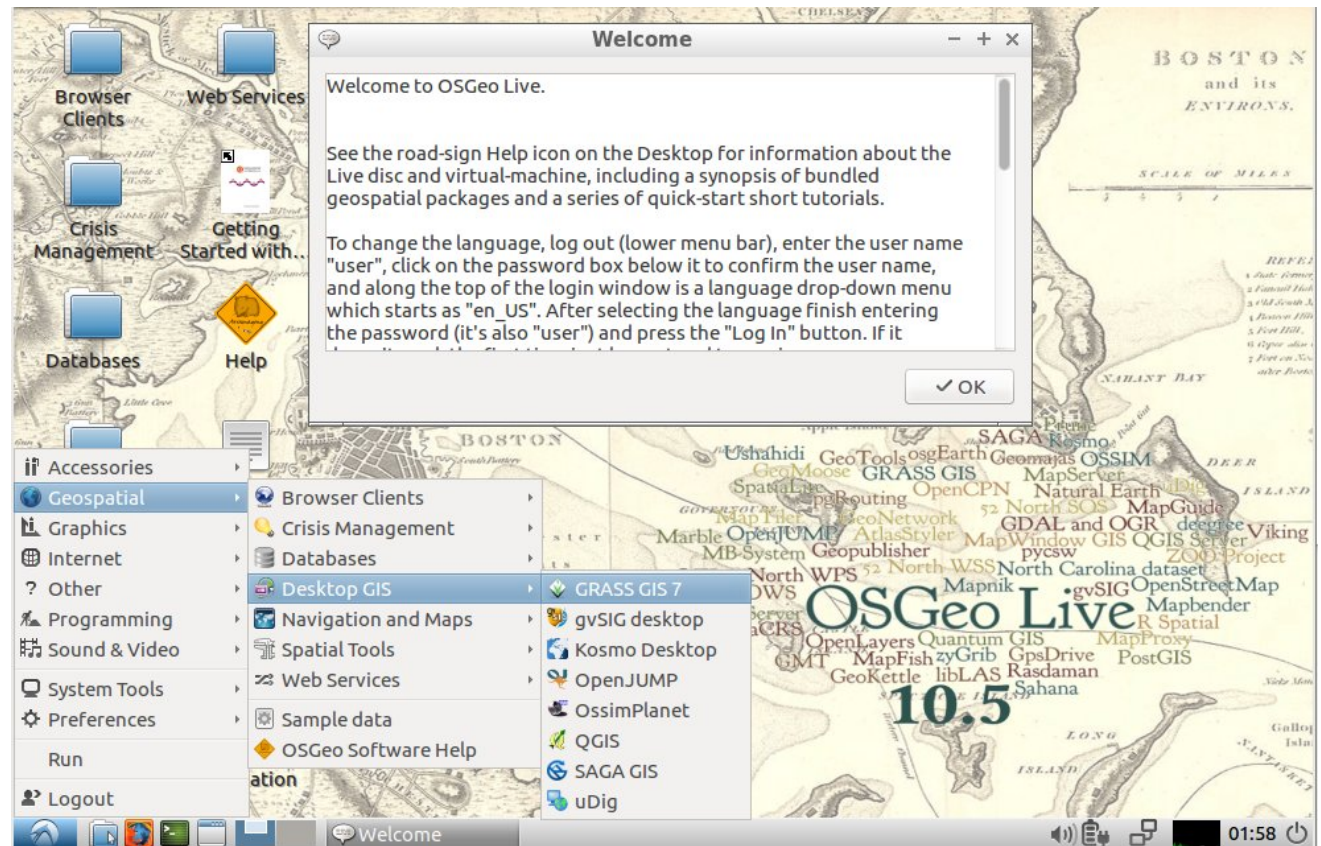 CHELSEA
BOSTON
and its
ENVIRONS.
SCALE OF MILES
Welcome
Welcome to OSGeo Live.
See the road-sign Help icon on the Desktop for information about the
Live disc and virtual-machine, including a synopsis of bundled
geospatial packages and a series of quick-start short tutorials.
To change the language, log out (lower menu bar), enter the user name
"user", click on the password box below it to confirm the user name,
and along the top of the login window is a language drop-down menu
which starts as "en_US". After selecting the language finish entering
the password (it's also "user") and press the "Log In" button. If it
OK
Browser
Clients
Web Services
Crisis
Management
Getting
Started with...
Databases
Help
NAHANT BAY
BOSTON
DEER
ISLAND
LONG
ISLAND
Accessories
Geospatial
Graphics
Internet
? Other
Programming
Sound & Video
System Tools
Preferences
Run
Logout
Browser Clients
Crisis Management
Databases
Desktop GIS
Navigation and Maps
Spatial Tools
Web Services
Sample data
OSGeo Software Help
ation
GRASS GIS 7
gvSIG desktop
Kosmo Desktop
OpenJUMP
OssimPlanet
QGIS
SAGA GIS
uDig
Prune
SAGA Kosmo
Ushahidi GeoTools osgEarth Geomajas OSSIM
GeoMoose GRASS GIS MapServer
SpatiaLite pgRouting OpenCPN Natural Earth uDig
Map Tiler GeoNetwork 52 North SOS MapGuide
GDAL and OGR deegree Viking
Marble OpenJUMP AtlasStyler MapWindow GIS QGIS Server
MB-System Geopublisher pycsw ZOO Project
North WPS 52 North WSS North Carolina dataset
Mapnik gvSIG OpenStreetMap
OSGeo Live
Mapbender
R Spatial
OpenLayers Quantum GIS MapProxy
GMT MapFish zyGrib GpsDrive PostGIS
GeoKettle libLAS Rasdaman
Sahana
10.5
Welcome
01:58